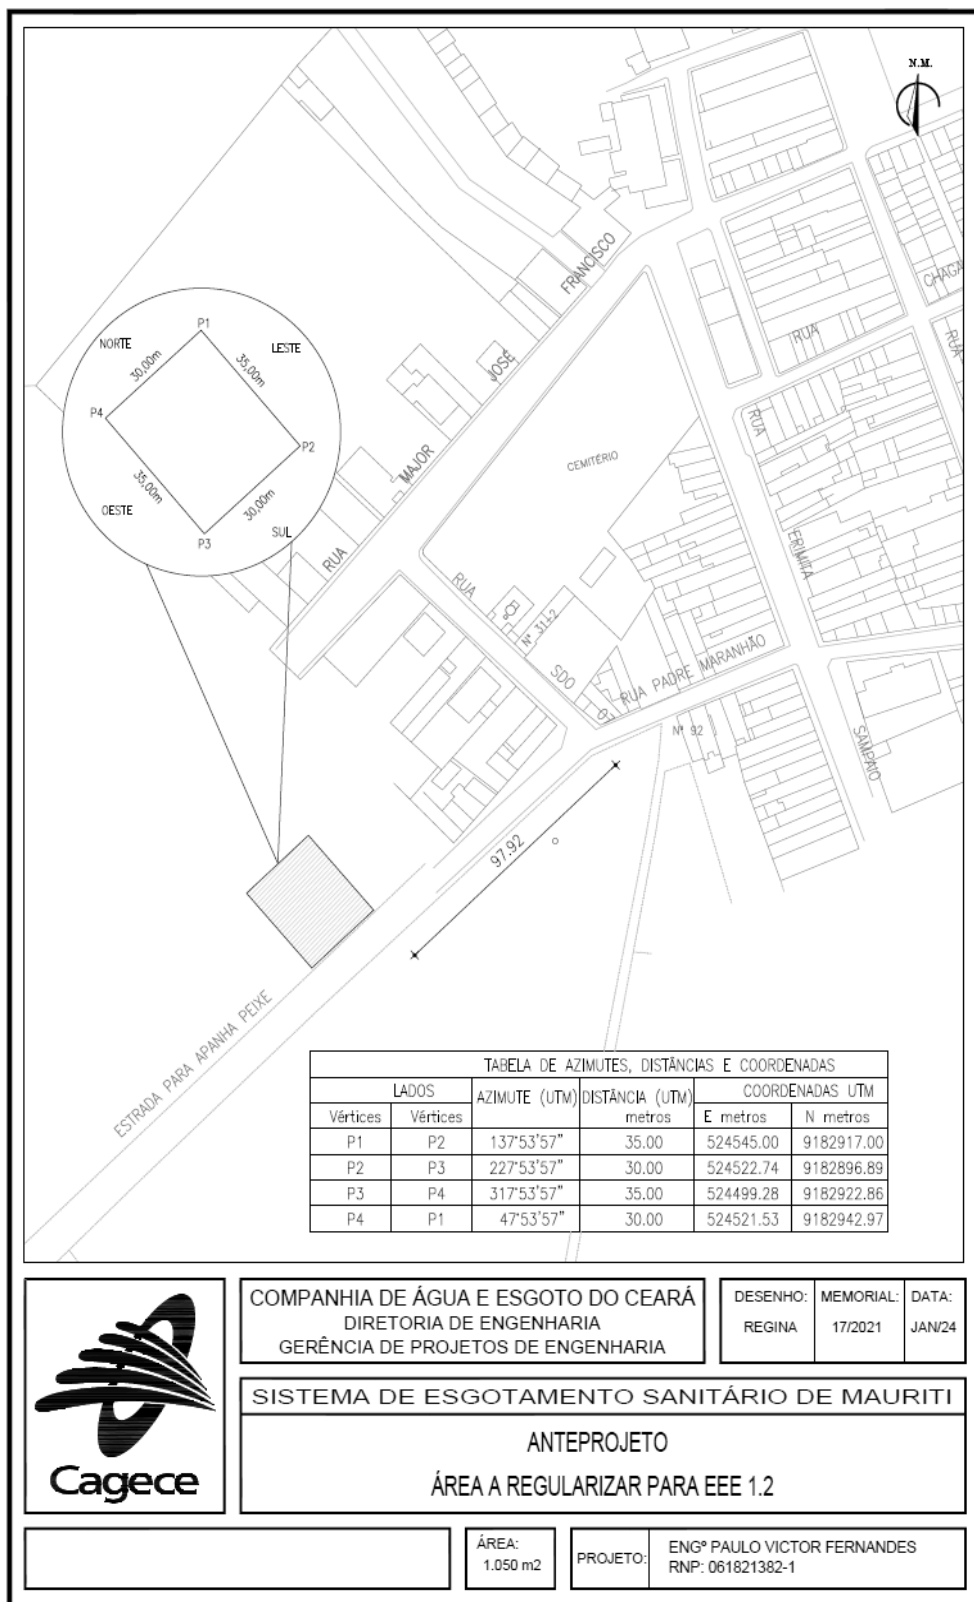 N.M.
FRANCISCO
JOSÉ
MAJOR
RUA
CHAGA
RUA
RUA
RUA
ERIMITA
SAMPAIO
CEMITÉRIO
P1
NORTE
LESTE
30,00m
35,00m
P4
P2
35,00m
30,00m
OESTE
SUL
P3
RUA
SDO
07
Nº 31+2
RUA PADRE MARANHÃO
Nº 92
97.92
ESTRADA PARA APANHA PEIXE
TABELA DE AZIMUTES, DISTÂNCIAS E COORDENADAS
LADOS AZIMUTE (UTM) DISTÂNCIA (UTM) COORDENADAS UTM
Vértices Vértices metros E metros N metros
P1 P2 137°53'57" 35.00 524545.00 9182917.00
P2 P3 227°53'57" 30.00 524522.74 9182896.89
P3 P4 317°53'57" 35.00 524499.28 9182922.86
P4 P1 47°53'57" 30.00 524521.53 9182942.97
Cagece
COMPANHIA DE ÁGUA E ESGOTO DO CEARÁ
DIRETORIA DE ENGENHARIA
GERÊNCIA DE PROJETOS DE ENGENHARIA
DESENHO: MEMORIAL: DATA:
REGINA 17/2021 JAN/24
SISTEMA DE ESGOTAMENTO SANITÁRIO DE MAURITI
ANTEPROJETO
ÁREA A REGULARIZAR PARA EEE 1.2
ÁREA:
1.050 m2
PROJETO:
ENGº PAULO VICTOR FERNANDES
RNP: 061821382-1